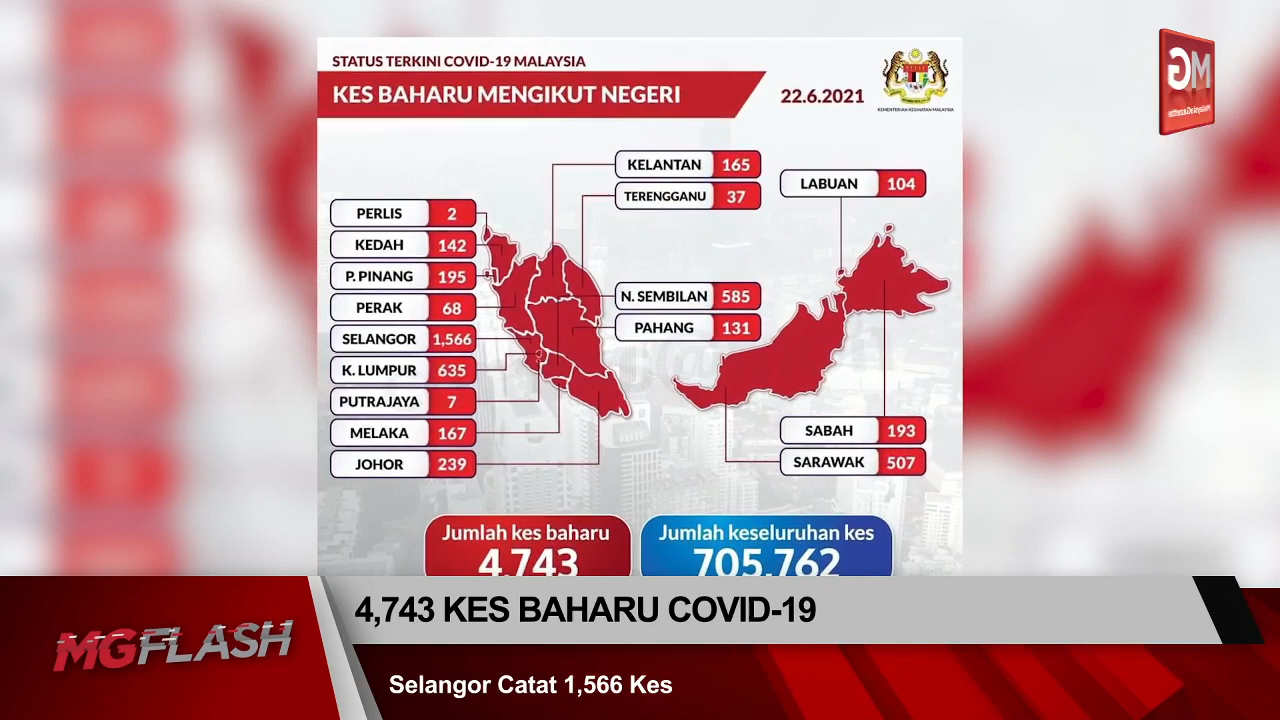 STATUS TERKINI COVID-19 MALAYSIA
KES BAHARU MENGIKUT NEGERI
22.6.2021
KEMENTERIAN KESIHATAN MALAYSIA
MG
KELANTAN 165
TERENGGANU 37
LABUAN 104
PERLIS 2
KEDAH 142
P. PINANG 195
PERAK 68
SELANGOR 1,566
K. LUMPUR 635
PUTRAJAYA 7
MELAKA 167
JOHOR 239
N. SEMBILAN 585
PAHANG 131
SABAH 193
SARAWAK 507
Jumlah kes baharu
4,743
Jumlah keseluruhan kes
705,762
4,743 KES BAHARU COVID-19
MGFLASH
Selangor Catat 1,566 Kes